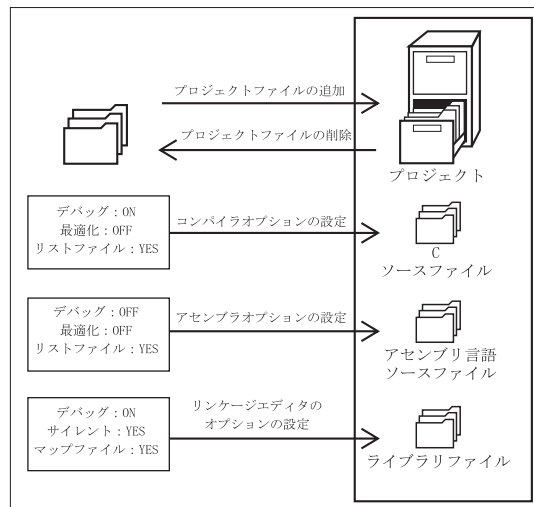 プロジェクトファイルの追加
プロジェクトファイルの削除
プロジェクト
デバッグ：ON
最適化：OFF
リストファイル：YES
コンパイラオプションの設定
C
ソースファイル
デバッグ：OFF
最適化：OFF
リストファイル：YES
アセンブラオプションの設定
アセンブリ言語
ソースファイル
デバッグ：ON
サイレント：YES
マップファイル：YES
リンケージエディタの
オプションの設定
ライブラリファイル